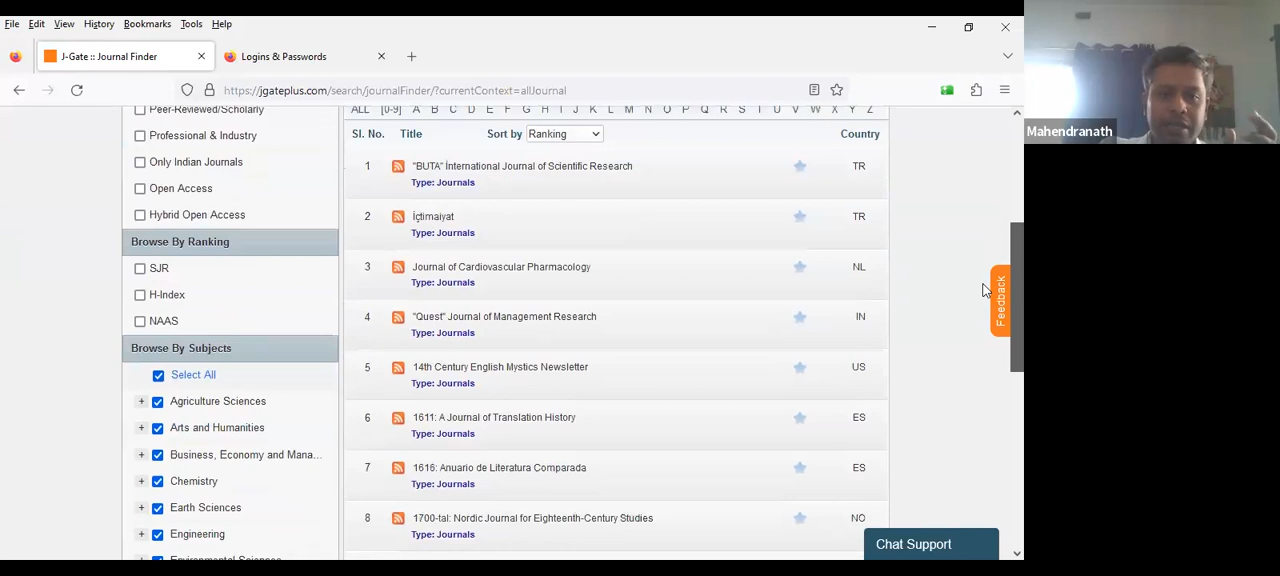 File Edit View History Bookmarks Tools Help
J-Gate :: Journal Finder
Logins & Passwords
https://jgateplus.com/search/journalFinder/?currentContext=allJournal
Mahendranath
Peer-Reviewed/Scholarly
Professional & Industry
Only Indian Journals
Open Access
Hybrid Open Access
Browse By Ranking
SJR
H-Index
NAAS
Browse By Subjects
Select All
+ Agriculture Sciences
+ Arts and Humanities
+ Business, Economy and Mana...
+ Chemistry
+ Earth Sciences
+ Engineering
Environmental Sciences
ALL [0-9] A B C D E F G H I J K L M N O P Q R S T U V W X Y Z
Sl. No. Title Sort by Ranking Country
1 "BUTA" İnternational Journal of Scientific Research TR
Type: Journals
2 İçtimaiyat TR
Type: Journals
3 Journal of Cardiovascular Pharmacology NL
Type: Journals
4 "Quest" Journal of Management Research IN
Type: Journals
5 14th Century English Mystics Newsletter US
Type: Journals
6 1611: A Journal of Translation History ES
Type: Journals
7 1616: Anuario de Literatura Comparada ES
Type: Journals
8 1700-tal: Nordic Journal for Eighteenth-Century Studies NO
Type: Journals
Feedback
Chat Support